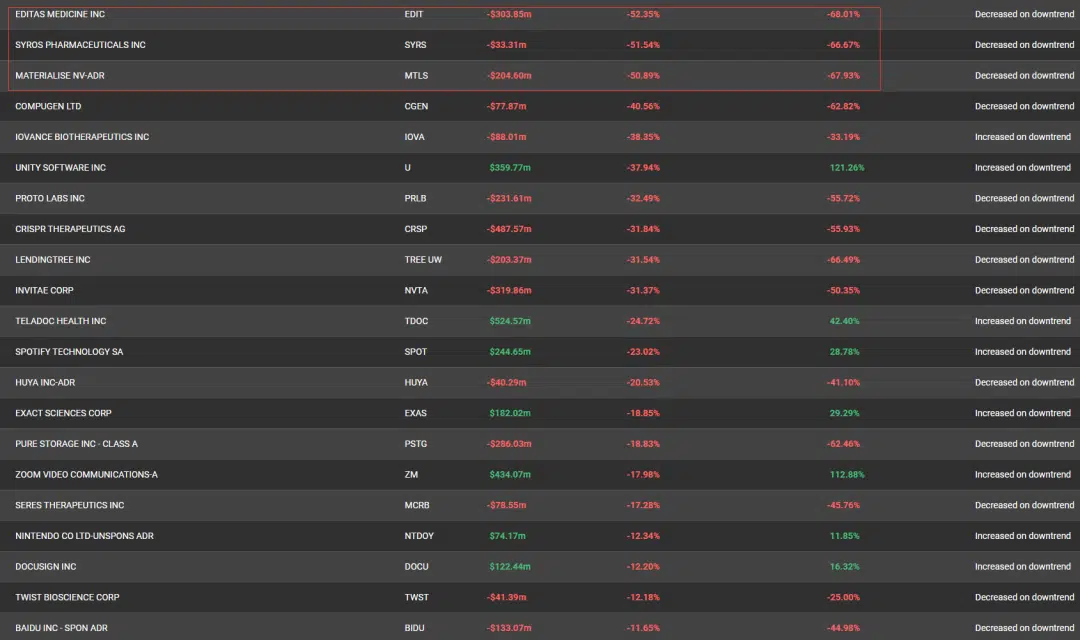 EDITAS MEDICINE INC EDIT -$303.85m -52.35% -68.01% Decreased on downtrend
SYROS PHARMACEUTICALS INC SYRS -$33.31m -51.54% -66.67% Decreased on downtrend
MATERIALISE NV-ADR MTLS -$204.60m -50.89% -67.93% Decreased on downtrend
COMPUGEN LTD CGEN -$77.87m -40.56% -62.82% Decreased on downtrend
IOVANCE BIOTHERAPEUTICS INC IOVA -$88.01m -38.35% -33.19% Increased on downtrend
UNITY SOFTWARE INC U $359.77m -37.94% 121.26% Increased on downtrend
PROTO LABS INC PRLB -$231.61m -32.49% -55.72% Decreased on downtrend
CRISPR THERAPEUTICS AG CRSP -$487.57m -31.84% -55.93% Decreased on downtrend
LENDINGTREE INC TREE UW -$203.37m -31.54% -66.49% Decreased on downtrend
INVITAE CORP NVTA -$319.86m -31.37% -50.35% Decreased on downtrend
TELADOC HEALTH INC TDOC $524.57m -24.72% 42.40% Increased on downtrend
SPOTIFY TECHNOLOGY SA SPOT $244.65m -23.02% 28.78% Increased on downtrend
HUYA INC-ADR HUYA -$40.29m -20.53% -41.10% Decreased on downtrend
EXACT SCIENCES CORP EXAS $182.02m -18.85% 29.29% Increased on downtrend
PURE STORAGE INC - CLASS A PSTG -$286.03m -18.83% -62.46% Decreased on downtrend
ZOOM VIDEO COMMUNICATIONS-A ZM $434.07m -17.98% 112.88% Increased on downtrend
SERES THERAPEUTICS INC MCRB -$78.55m -17.28% -45.76% Decreased on downtrend
NINTENDO CO LTD-UNSPONS ADR NTDOY $74.17m -12.34% 11.85% Increased on downtrend
DOCUSIGN INC DOCU $122.44m -12.20% 16.32% Increased on downtrend
TWIST BIOSCIENCE CORP TWST -$41.39m -12.18% -25.00% Decreased on downtrend
BAIDU INC - SPON ADR BIDU -$133.07m -11.65% -44.98% Decreased on downtrend